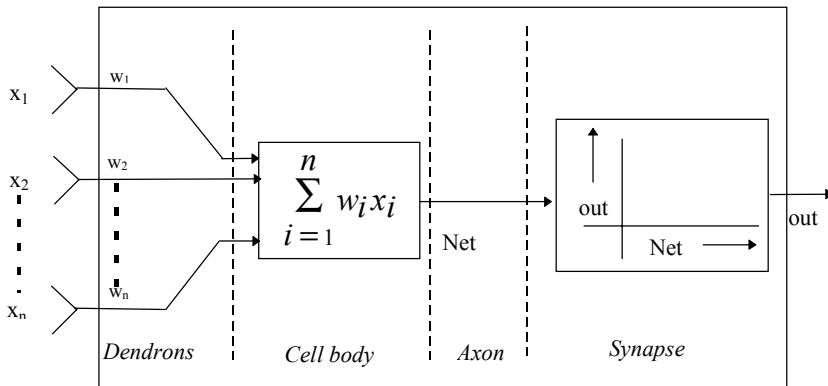 x1
w1
x2
w2
xn
wn
n
∑ wixi
i = 1
Net
out
Net
out
Dendrons
Cell body
Axon
Synapse